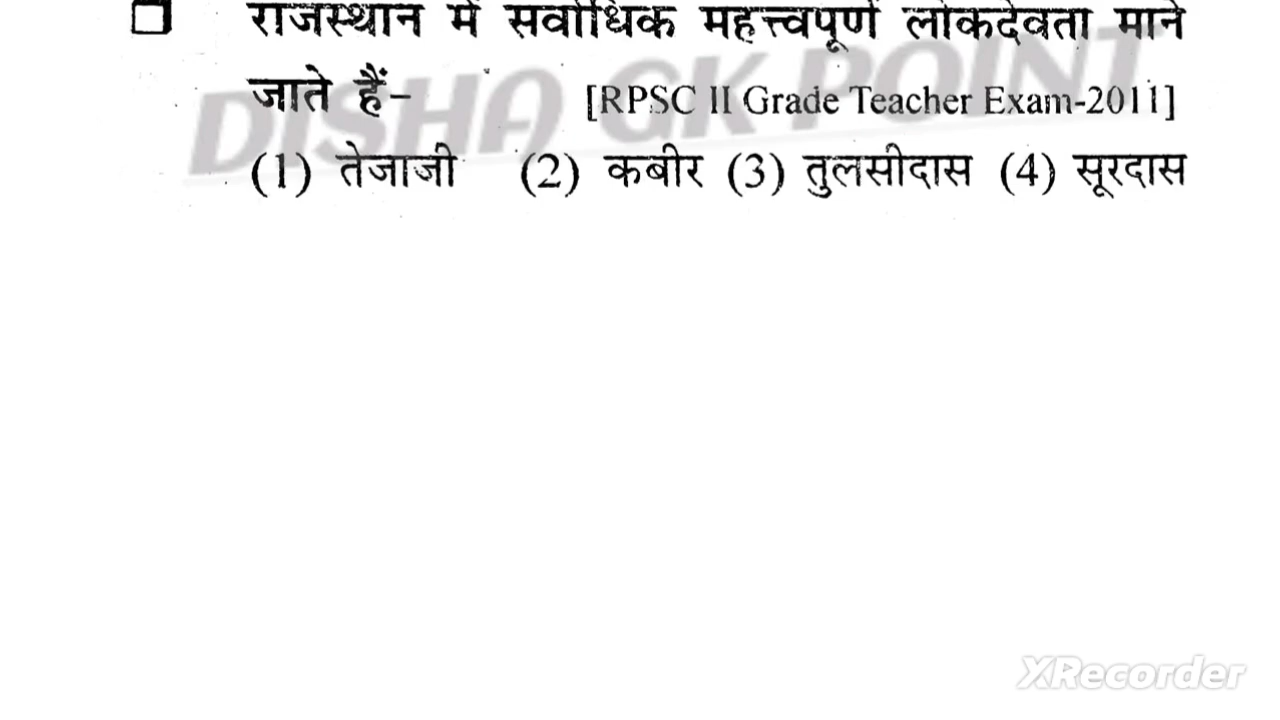 राजस्थान में सर्वाधिक महत्त्वपूर्ण लोकदेवता माने
जाते हैं- [RPSC II Grade Teacher Exam-2011]
(1) तेजाजी (2) कबीर (3) तुलसीदास (4) सूरदास
DISHA GK POINT
XRecorder